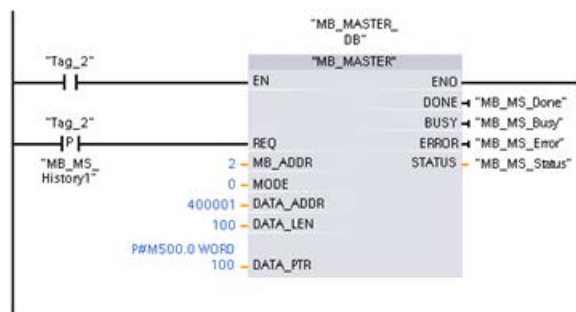 "MB_MASTER_
DB"
"Tag_2"
"MB_MASTER"
EN
ENO
DONE
"MB_MS_Done"
"Tag_2"
BUSY
"MB_MS_Busy"
P
REQ
ERROR
"MB_MS_Error"
"MB_MS_
History1"
2
MB_ADDR
STATUS
"MB_MS_Status"
0
MODE
400001
DATA_ADDR
100
DATA_LEN
P#M500.0 WORD
100
DATA_PTR